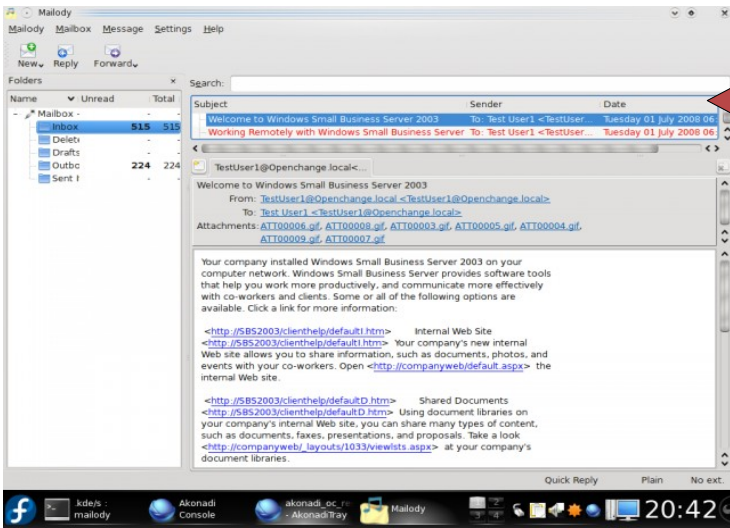 Mailody
Mailody Mailbox Message Settings Help
New Reply Forward
Folders
Name Unread Total
Mailbox - - -
Inbox 515 515
Delete - -
Drafts - -
Outbo 224 224
Sent - -
Search:
Subject Sender Date
Welcome to Windows Small Business Server 2003 To: Test User1 <TestUser... Tuesday 01 July 2008 06:
Working Remotely with Windows Small Business Server To: Test User1 <TestUser... Tuesday 01 July 2008 06:
TestUser1@Openchange.local<...
Welcome to Windows Small Business Server 2003
From: TestUser1@Openchange.local <TestUser1@Openchange.local>
To: Test User1 <TestUser1@Openchange.local>
Attachments: ATT00006.gif, ATT00008.gif, ATT00003.gif, ATT00005.gif, ATT00004.gif,
ATT00009.gif, ATT00007.gif
Your company installed Windows Small Business Server 2003 on your
computer network. Windows Small Business Server provides software tools
that help you work more productively, and communicate more effectively
with co-workers and clients. Some or all of the following options are
available. Click a link for more information:
<http://SBS2003/clienthelp/defaultI.htm> Internal Web Site
<http://SBS2003/clienthelp/defaultI.htm> Your company's new internal
Web site allows you to share information, such as documents, photos, and
events with your co-workers. Open <http://companyweb/default.aspx> the
internal Web site.
<http://SBS2003/clienthelp/defaultD.htm> Shared Documents
<http://SBS2003/clienthelp/defaultD.htm> Using document libraries on
your company's internal Web site, you can share many types of content,
such as documents, faxes, presentations, and proposals. Take a look
<http://companyweb/_layouts/1033/viewlsts.aspx> at your company's
document libraries.
Quick Reply Plain No ext.
.kde/s :
mailody
Akonadi
Console
akonadi_oc_re
- AkonadiTray
Mailody
2
3 4
20:42